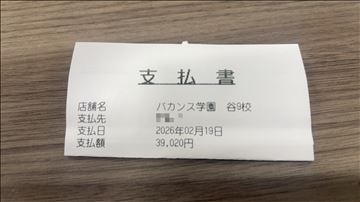 支払書
店舗名 バカンス学園 谷9校
支払先
支払日 2026年02月19日
支払額 39,020円